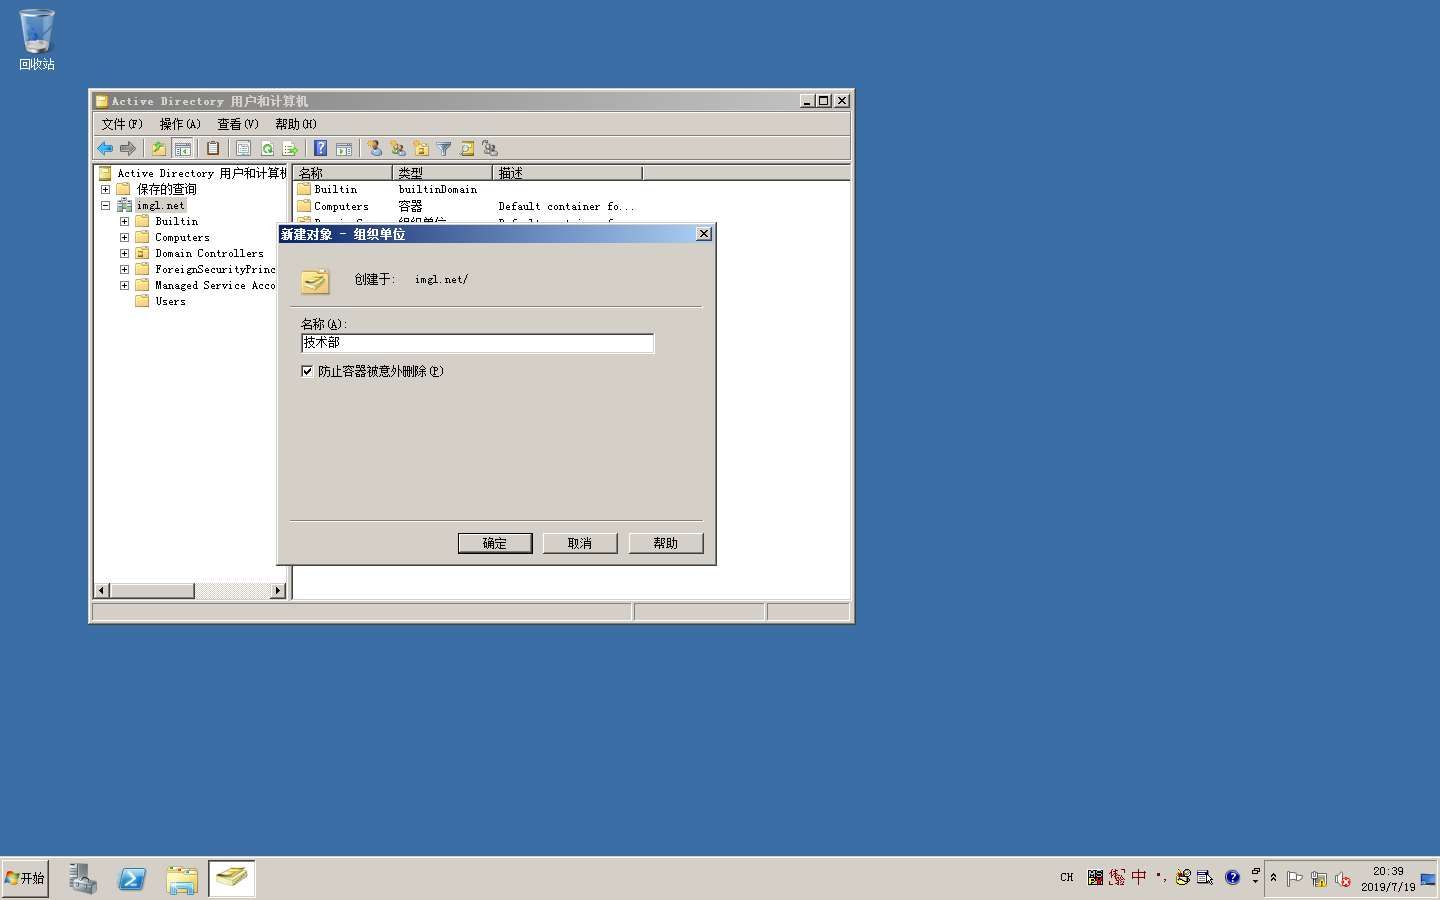 回收站
Active Directory 用户和计算机
文件(F) 操作(A) 查看(V) 帮助(H)
Active Directory 用户和计算机
保存的查询
imgl.net
Builtin
Computers
Domain Controllers
ForeignSecurityPrinc
Managed Service Acco
Users
名称 类型 描述
Builtin builtinDomain
Computers 容器 Default container fo...
新建对象 - 组织单位
创建于: imgl.net/
名称(A):
技术部
防止容器被意外删除(P)
确定 取消 帮助
开始
CH
中
20:39
2019/7/19